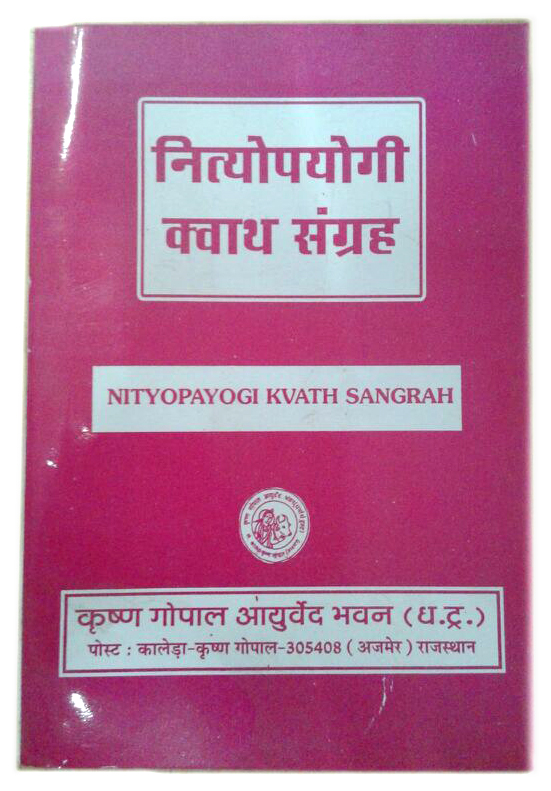 नित्योपयोगी
क्वाथ संग्रह
NITYOPAYOGI KVATH SANGRAH
कृष्ण गोपाल आयुर्वेद भवन (ध.ट्र.)
पोस्ट : कालेड़ा-कृष्ण गोपाल-305408 ( अजमेर ) राजस्थान